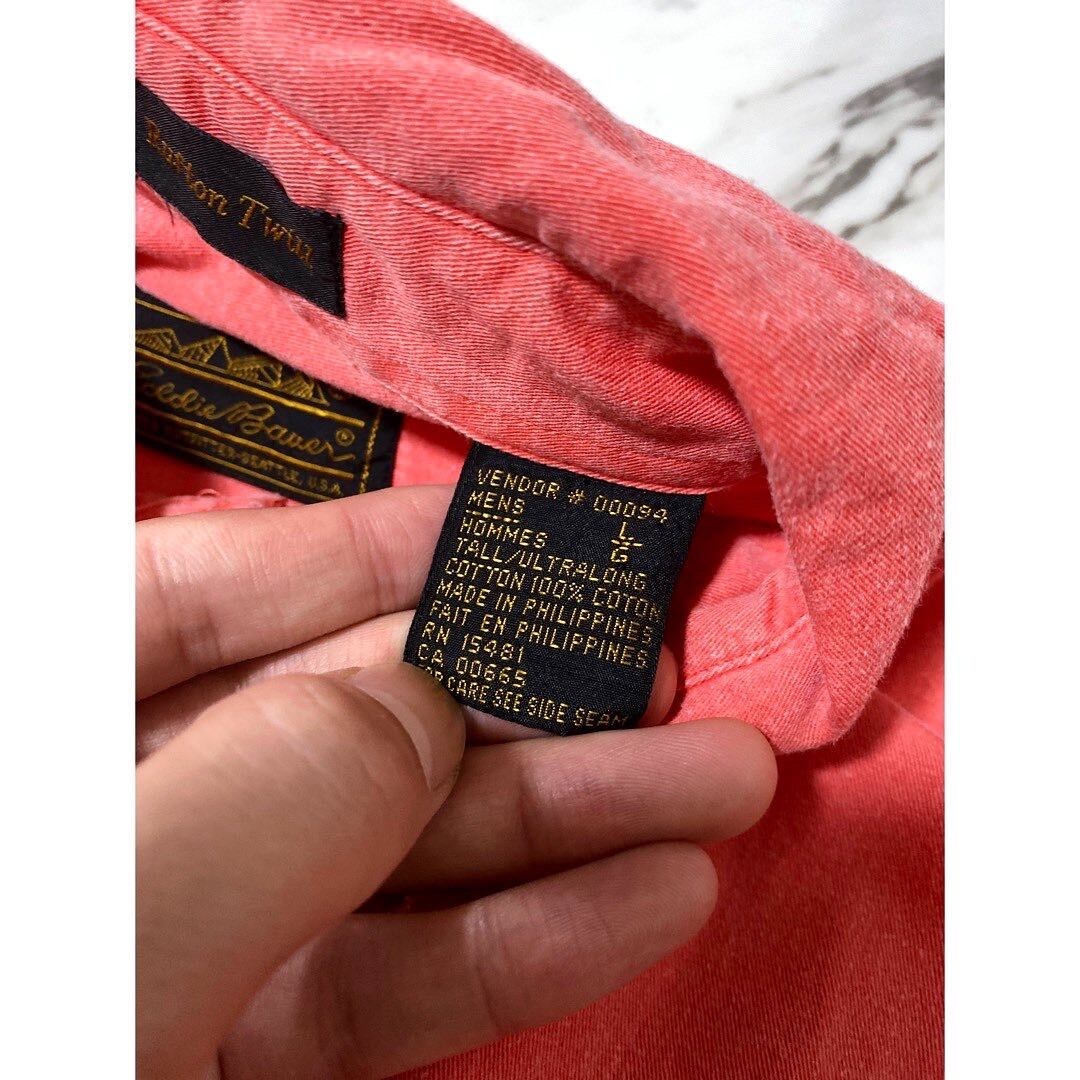 Twill
Eddie Bauer®
SEATTLE, U.S.A.
VENDOR # 00094
MENS L
HOMMES G
TALL/ULTRALONG
COTTON 100% COTON
MADE IN PHILIPPINES
FAIT EN PHILIPPINES
RN 15481
CA 00665
CARE SEE SIDE SEAM